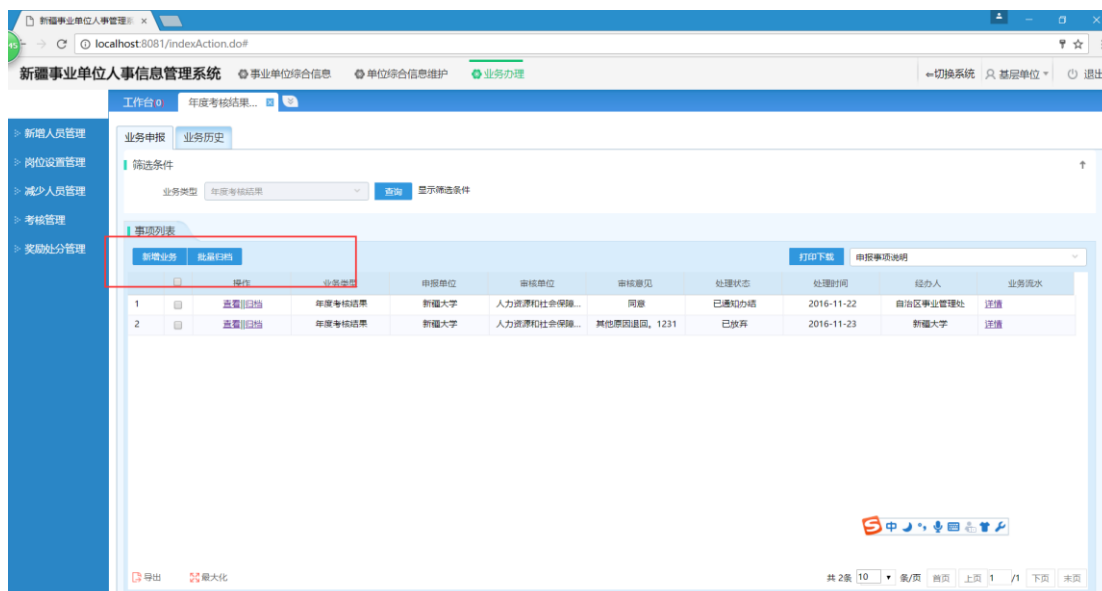 新疆事业单位人事管理
localhost:8081/indexAction.do#
新疆事业单位人事信息管理系统 事业单位综合信息 单位综合信息维护 业务办理 切换系统 基层单位 退出
工作台(0) 年度考核结果...
新增人员管理
岗位设置管理
减少人员管理
考核管理
奖励处分管理
业务申报 业务历史
筛选条件
业务类型 年度考核结果 查询 显示筛选条件
事项列表
新增业务 批量归档 打印下载 申报事项说明
操作 业务类型 申报单位 审核单位 审核意见 处理状态 处理时间 经办人 业务流水
1 查看||归档 年度考核结果 新疆大学 人力资源和社会保障... 同意 已通知办结 2016-11-22 自治区事业管理处 详情
2 查看||归档 年度考核结果 新疆大学 人力资源和社会保障... 其他原因退回。1231 已放弃 2016-11-23 新疆大学 详情
中
导出 最大化 共 2条 10 条/页 首页 上页 1 /1 下页 末页